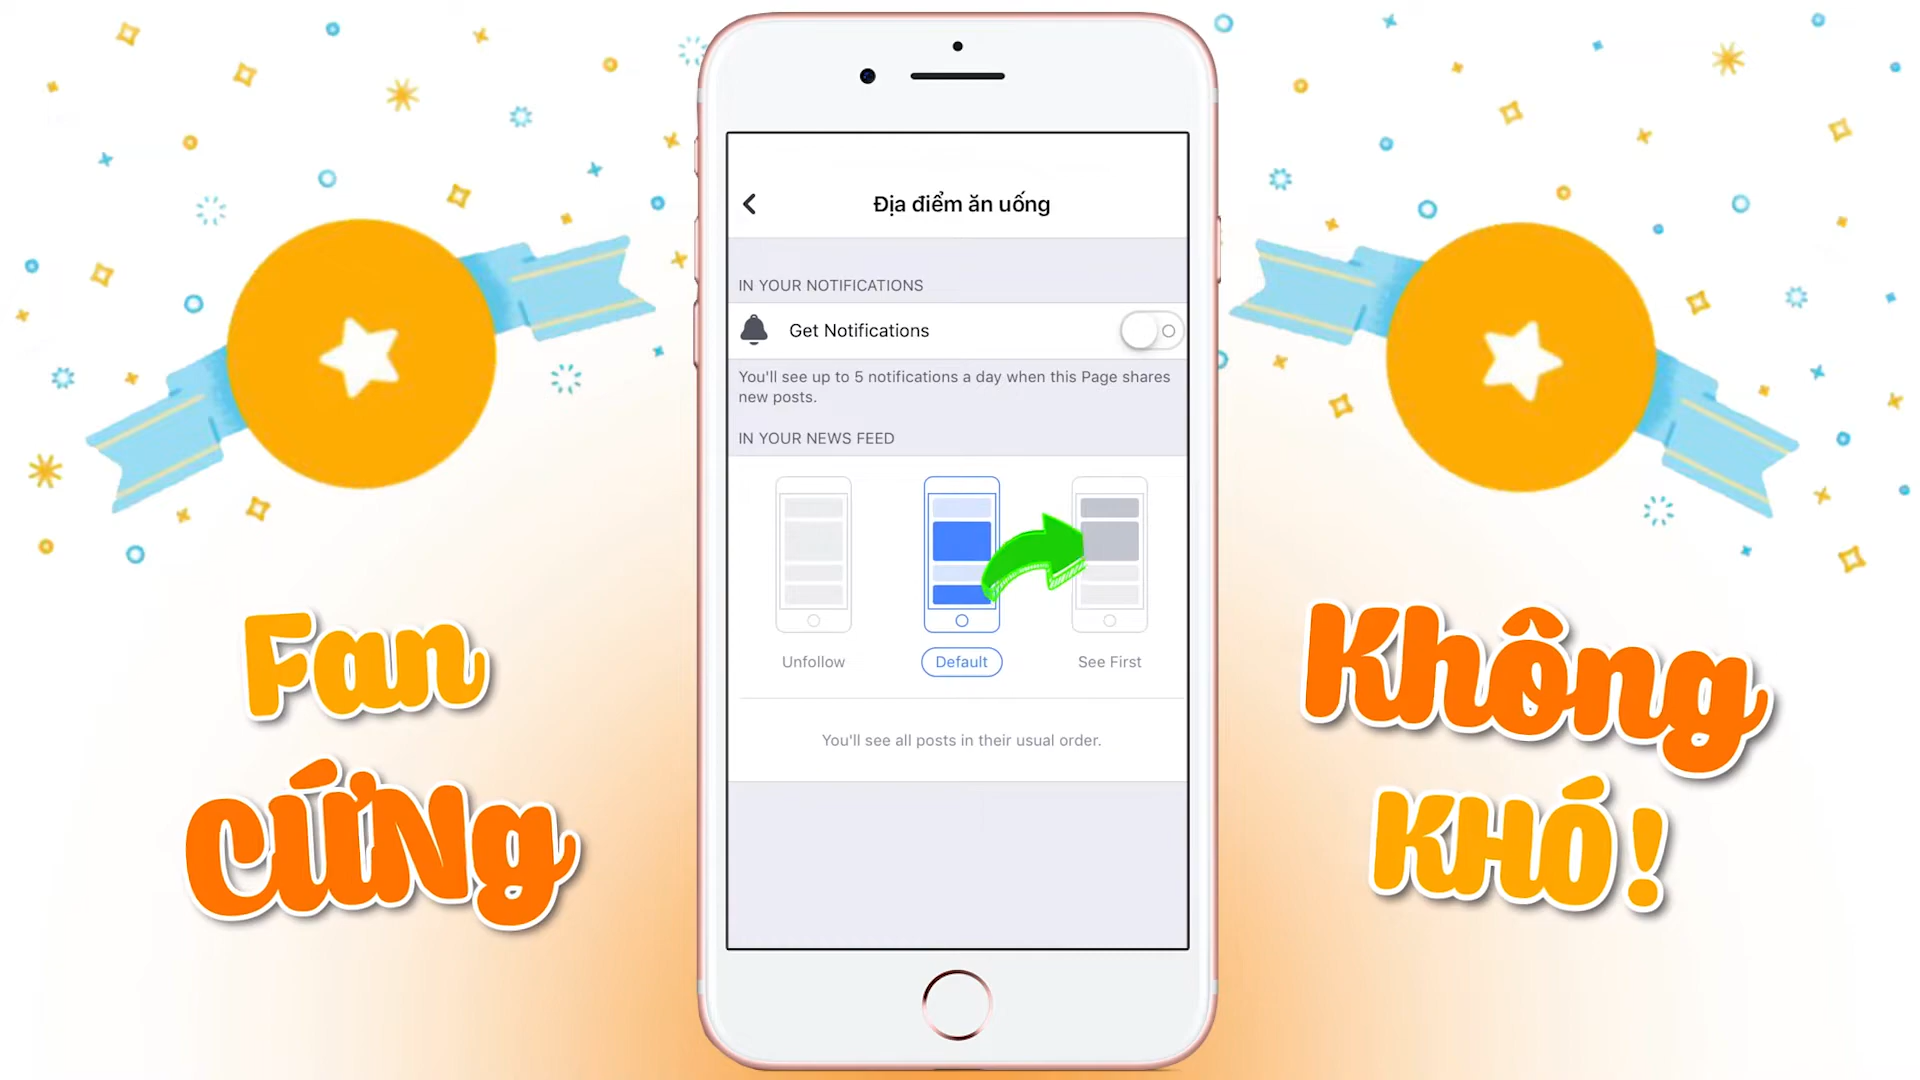 Địa điểm ăn uống
IN YOUR NOTIFICATIONS
Get Notifications
You'll see up to 5 notifications a day when this Page shares
new posts.
IN YOUR NEWS FEED
Unfollow
Default
See First
You'll see all posts in their usual order.
Fan
CỨNg
Không
KHÓ!